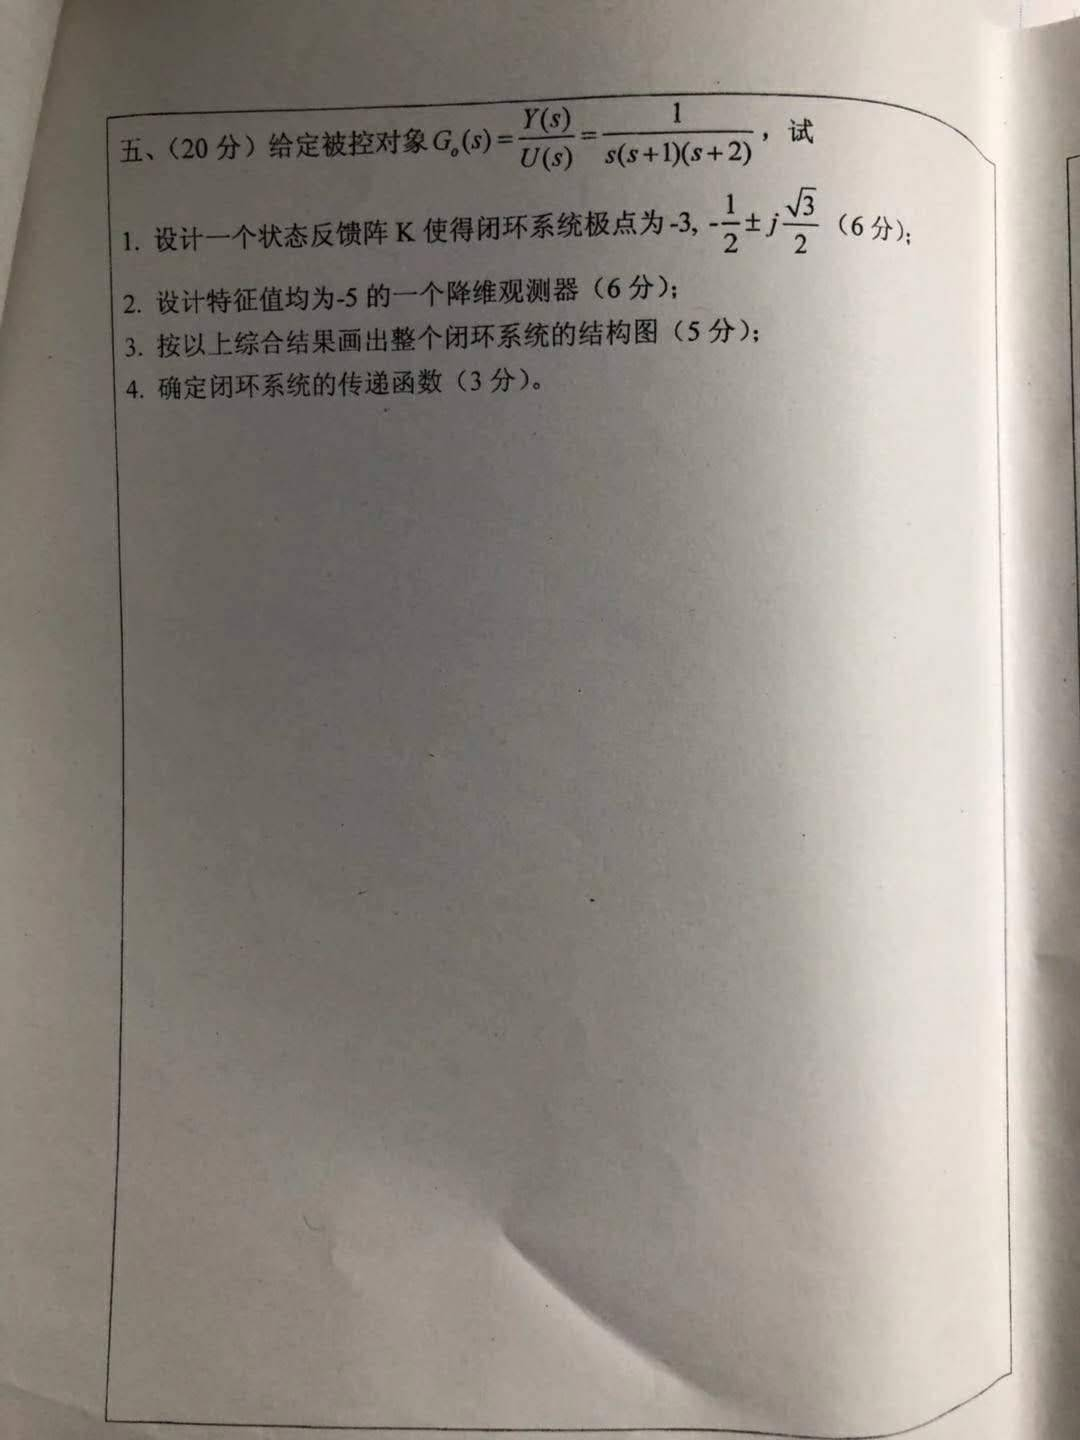 五、（20 分）给定被控对象 G_o(s) = Y(s)/U(s) = 1/(s(s+1)(s+2))，试
1. 设计一个状态反馈阵 K 使得闭环系统极点为 -3, -1/2 ± j √3/2（6 分）;
2. 设计特征值均为-5 的一个降维观测器（6 分）;
3. 按以上综合结果画出整个闭环系统的结构图（5 分）;
4. 确定闭环系统的传递函数（3 分）。